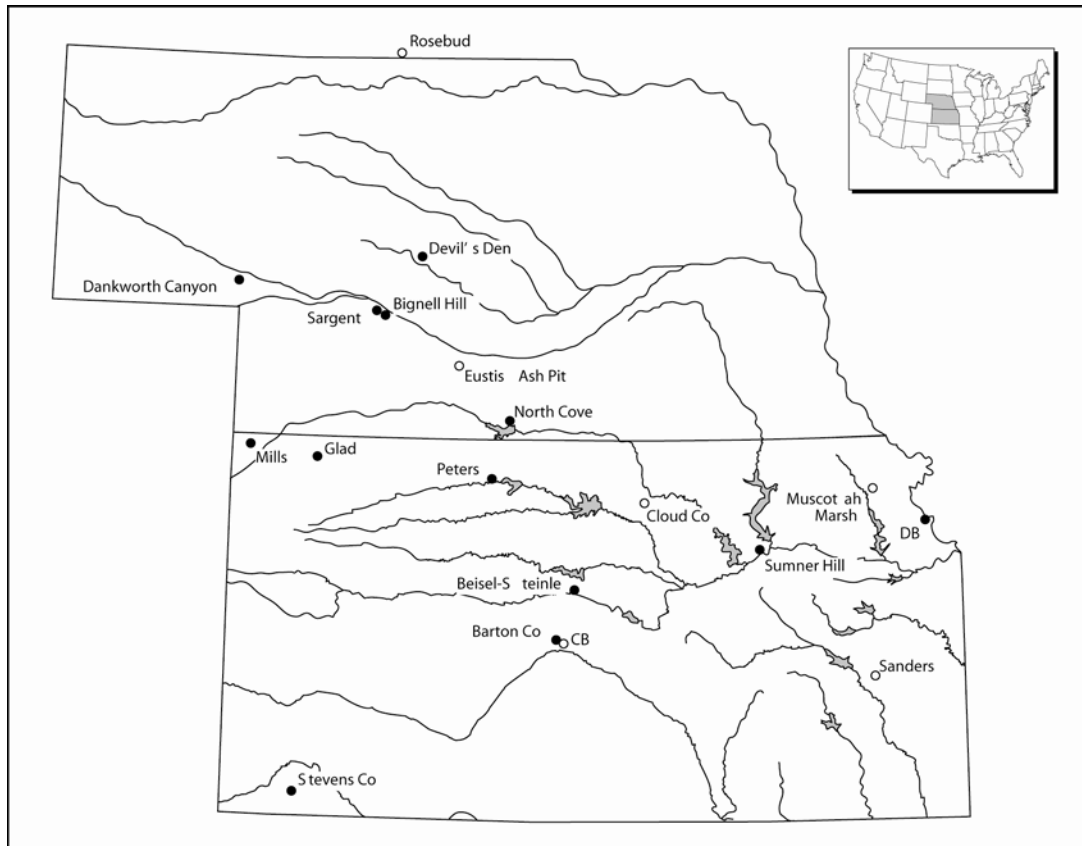 Rosebud
Devil' s Den
Dankworth Canyon
Bignell Hill
Sargent
Eustis Ash Pit
North Cove
Glad
Mills
Peters
Muscot ah
Marsh
Cloud Co
DB
Sumner Hill
Beisel-S teinle
Barton Co
CB
Sanders
S tevens Co